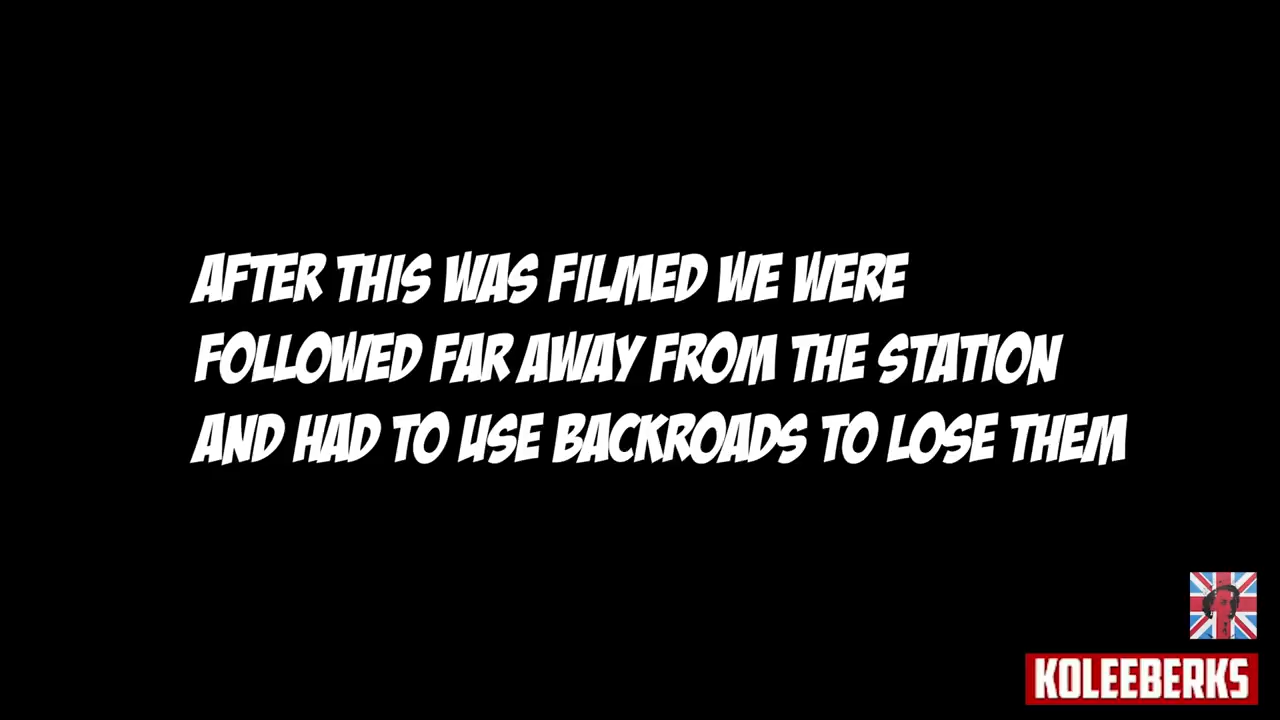 AFTER THIS WAS FILMED WE WERE
FOLLOWED FAR AWAY FROM THE STATION
AND HAD TO USE BACKROADS TO LOSE THEM
KOLEEBERKS